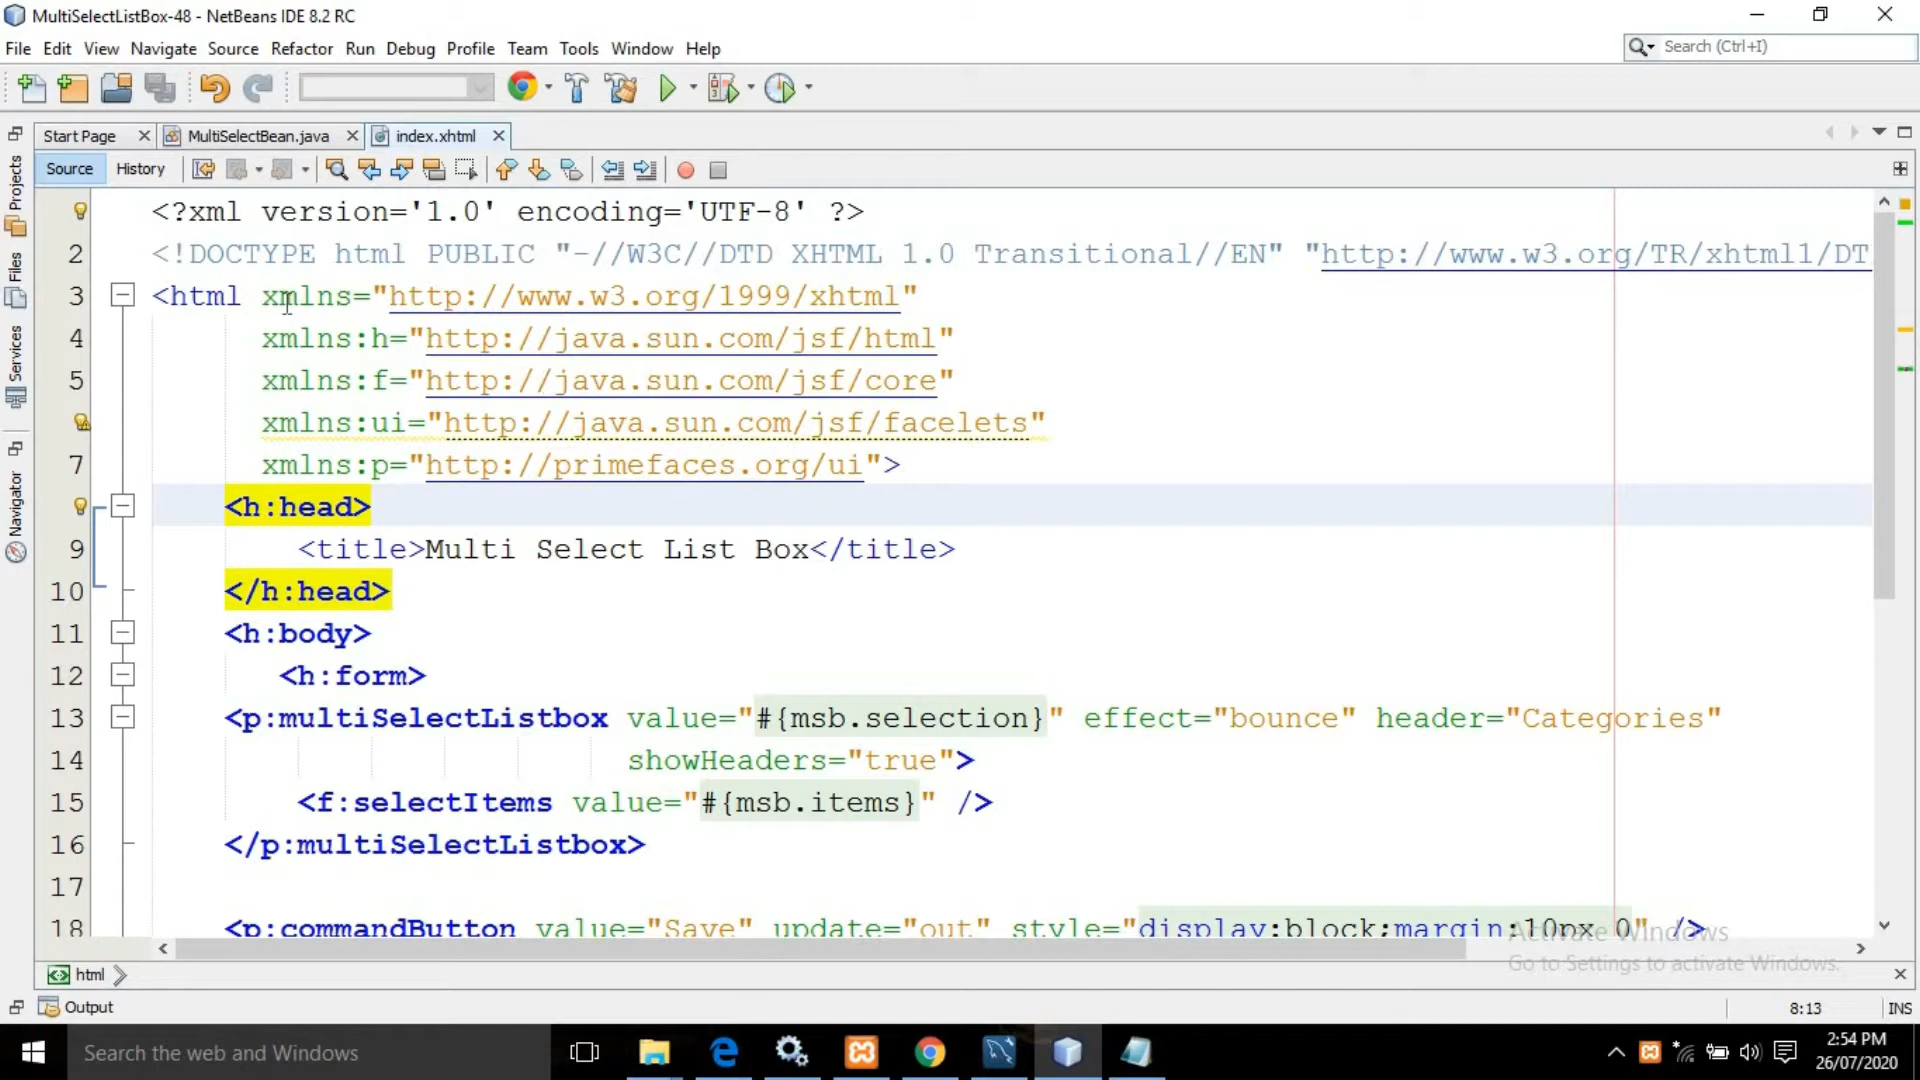 MultiSelectListBox-48 - NetBeans IDE 8.2 RC
File Edit View Navigate Source Refactor Run Debug Profile Team Tools Window Help
Search (Ctrl+I)
Start Page MultiSelectBean.java index.xhtml
Source History
Projects
Files
Services
Navigator
<?xml version='1.0' encoding='UTF-8' ?>
2 <!DOCTYPE html PUBLIC "-//W3C//DTD XHTML 1.0 Transitional//EN" "http://www.w3.org/TR/xhtml1/DT
3 <html xmlns="http://www.w3.org/1999/xhtml"
4 xmlns:h="http://java.sun.com/jsf/html"
5 xmlns:f="http://java.sun.com/jsf/core"
xmlns:ui="http://java.sun.com/jsf/facelets"
7 xmlns:p="http://primefaces.org/ui">
<h:head>
9 <title>Multi Select List Box</title>
10 </h:head>
11 <h:body>
12 <h:form>
13 <p:multiSelectListbox value="#{msb.selection}" effect="bounce" header="Categories"
14 showHeaders="true">
15 <f:selectItems value="#{msb.items}" />
16 </p:multiSelectListbox>
17
18 <p:commandButton value="Save" update="out" style="display:block;margin:10px 0" />
Activate Windows
Go to Settings to activate Windows.
html
Output
8:13 INS
Search the web and Windows
2:54 PM
26/07/2020